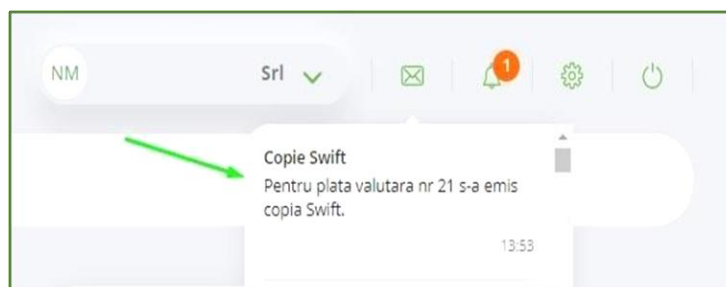 NM
Srl
1
Copie Swift
Pentru plata valutara nr 21 s-a emis
copia Swift.
13:53